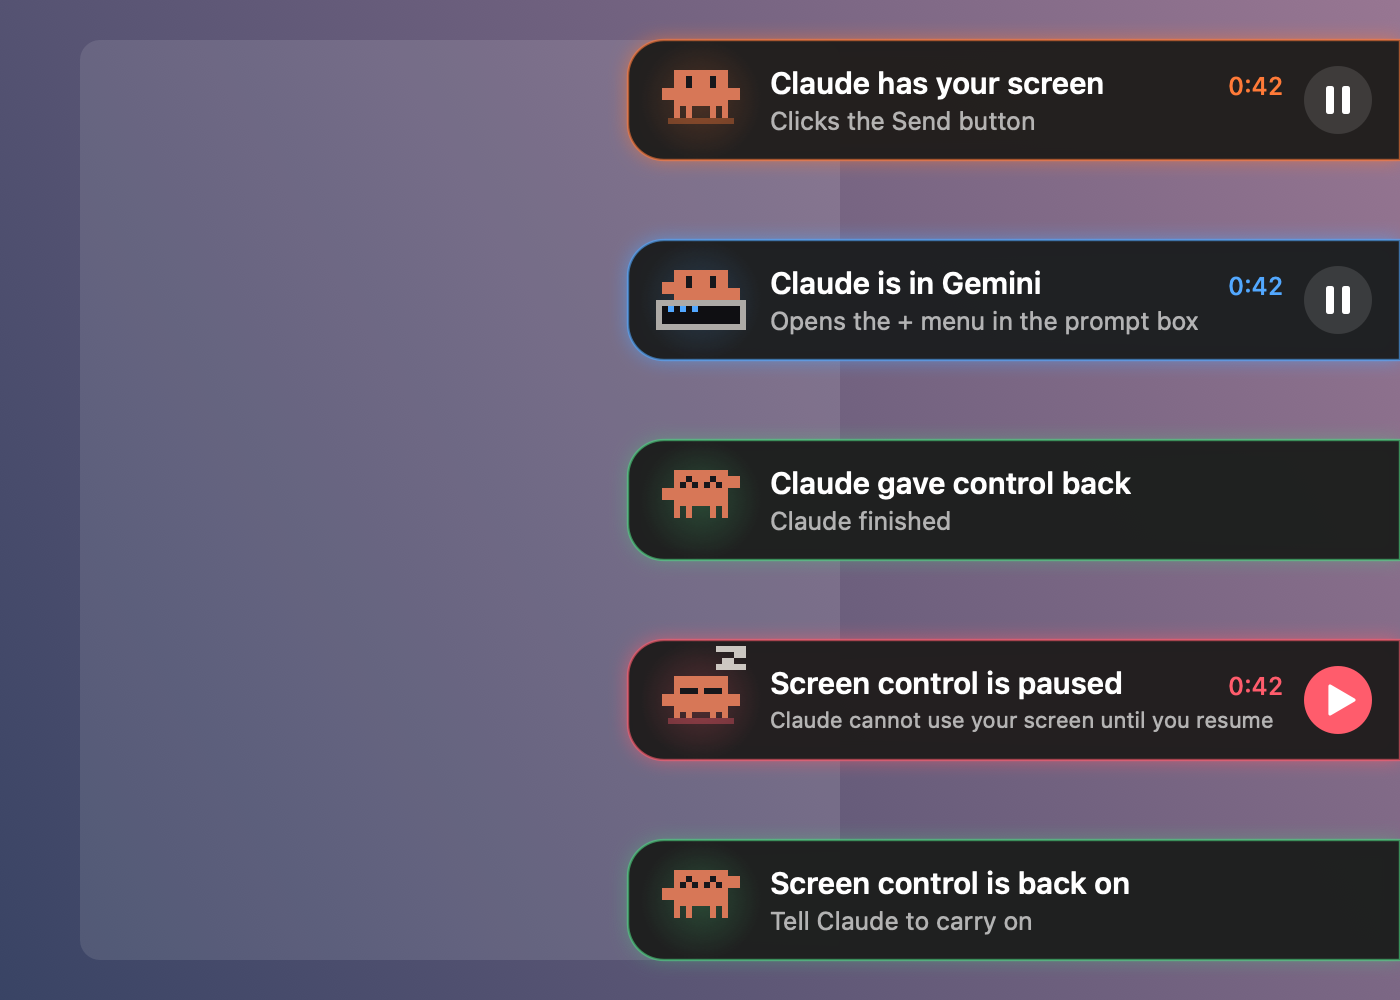 Claude has your screen
0:42
Clicks the Send button
Claude is in Gemini
0:42
Opens the + menu in the prompt box
Claude gave control back
Claude finished
Z
Screen control is paused
0:42
Claude cannot use your screen until you resume
Screen control is back on
Tell Claude to carry on